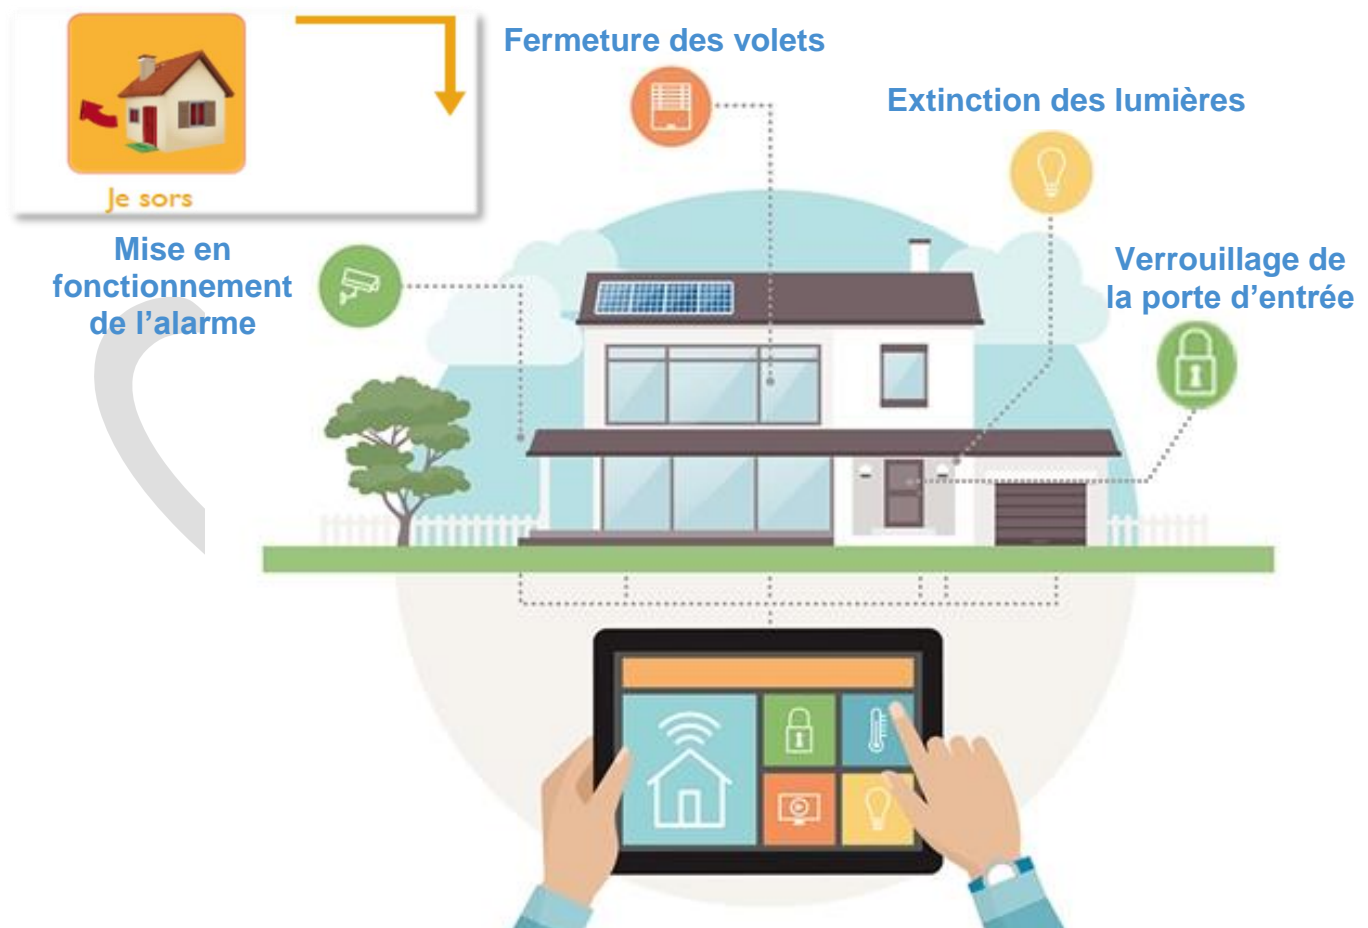 Fermeture des volets
Extinction des lumières
Je sors
Mise en
fonctionnement
de l’alarme
Verrouillage de
la porte d’entrée